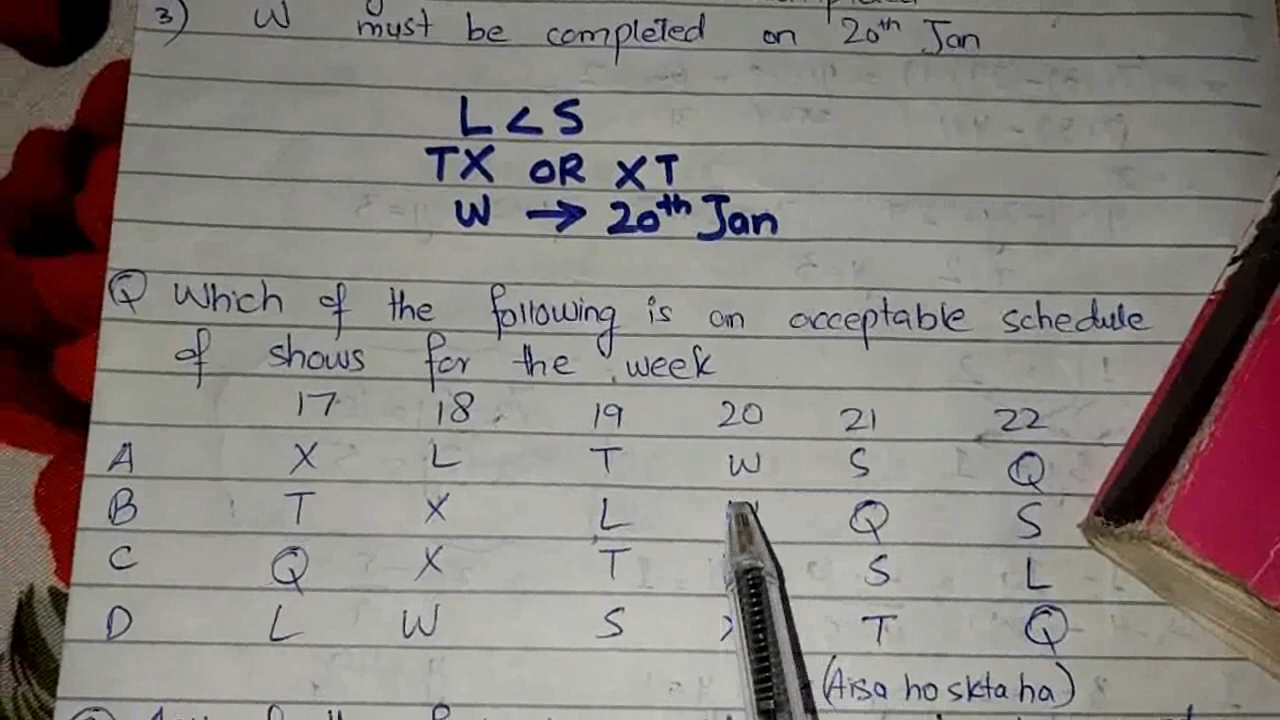 3) W must be completed on 20th Jan
L < S
TX OR XT
W → 20th Jan
Q Which of the following is an acceptable schedule
of shows for the week
17 18 19 20 21 22
A X L T W S Q
B T X L Q S
C Q X T S L
D L W S T Q
(Aisa ho skta ha)